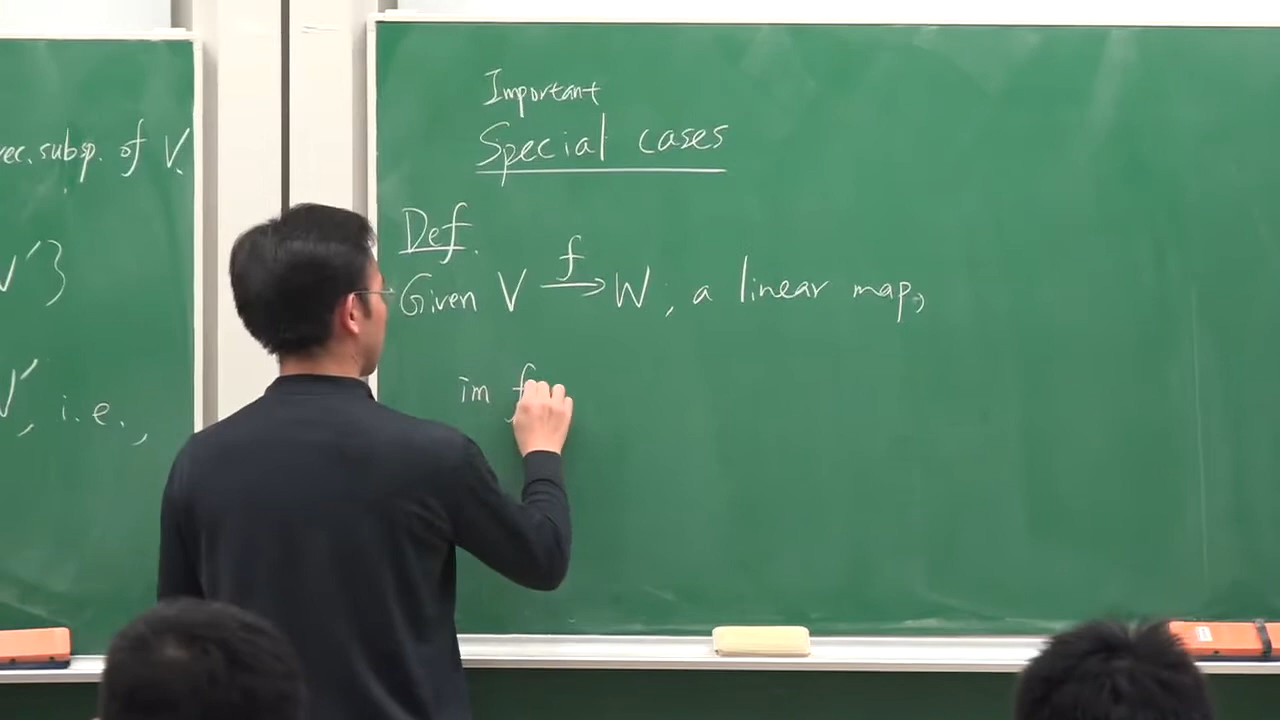 vec. subsp. of V.
V'}
V', i.e.,
Important
Special cases
Def.
Given V f→ W, a linear map,
im f